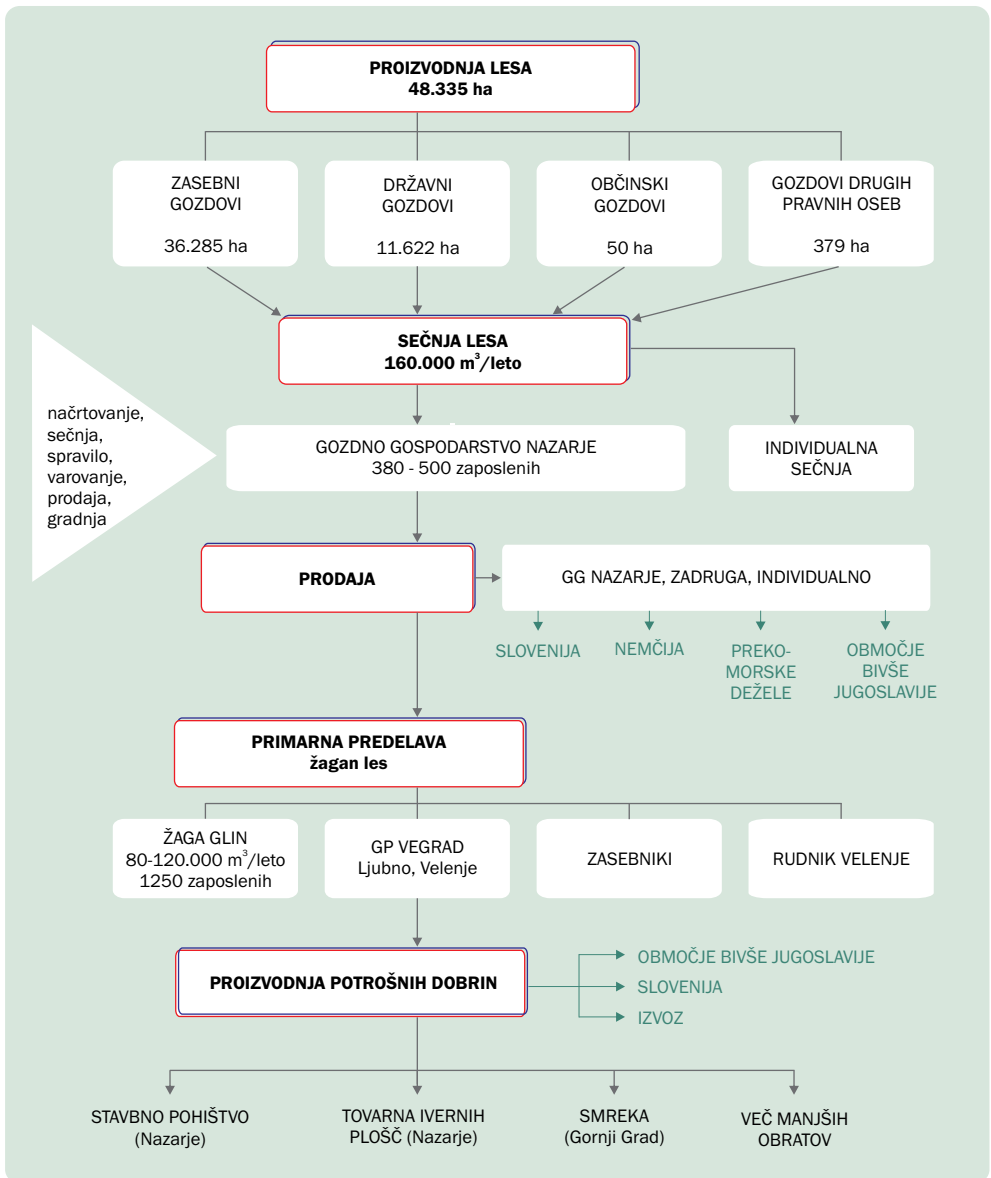 PROIZVODNJA LESA
48.335 ha
ZASEBNI
GOZDOVI
36.285 ha
DRŽAVNI
GOZDOVI
11.622 ha
OBČINSKI
GOZDOVI
50 ha
GOZDOVI DRUGIH
PRAVNIH OSEB
379 ha
SEČNJA LESA
160.000 m³/leto
načrtovanje,
sečnja,
spravilo,
varovanje,
prodaja,
gradnja
GOZDNO GOSPODARSTVO NAZARJE
380 - 500 zaposlenih
INDIVIDUALNA
SEČNJA
PRODAJA
GG NAZARJE, ZADRUGA, INDIVIDUALNO
SLOVENIJA
NEMČIJA
PREKO-
MORSKE
DEŽELE
OBMOČJE
BIVŠE
JUGOSLAVIJE
PRIMARNA PREDELAVA
žagan les
ŽAGA GLIN
80-120.000 m³/leto
1250 zaposlenih
GP VEGRAD
Ljubno, Velenje
ZASEBNIKI
RUDNIK VELENJE
PROIZVODNJA POTROŠNIH DOBRIN
OBMOČJE BIVŠE JUGOSLAVIJE
SLOVENIJA
IZVOZ
STAVBNO POHIŠTVO
(Nazarje)
TOVARNA IVERNIH
PLOŠČ (Nazarje)
SMREKA
(Gornji Grad)
VEČ MANJŠIH
OBRATOV